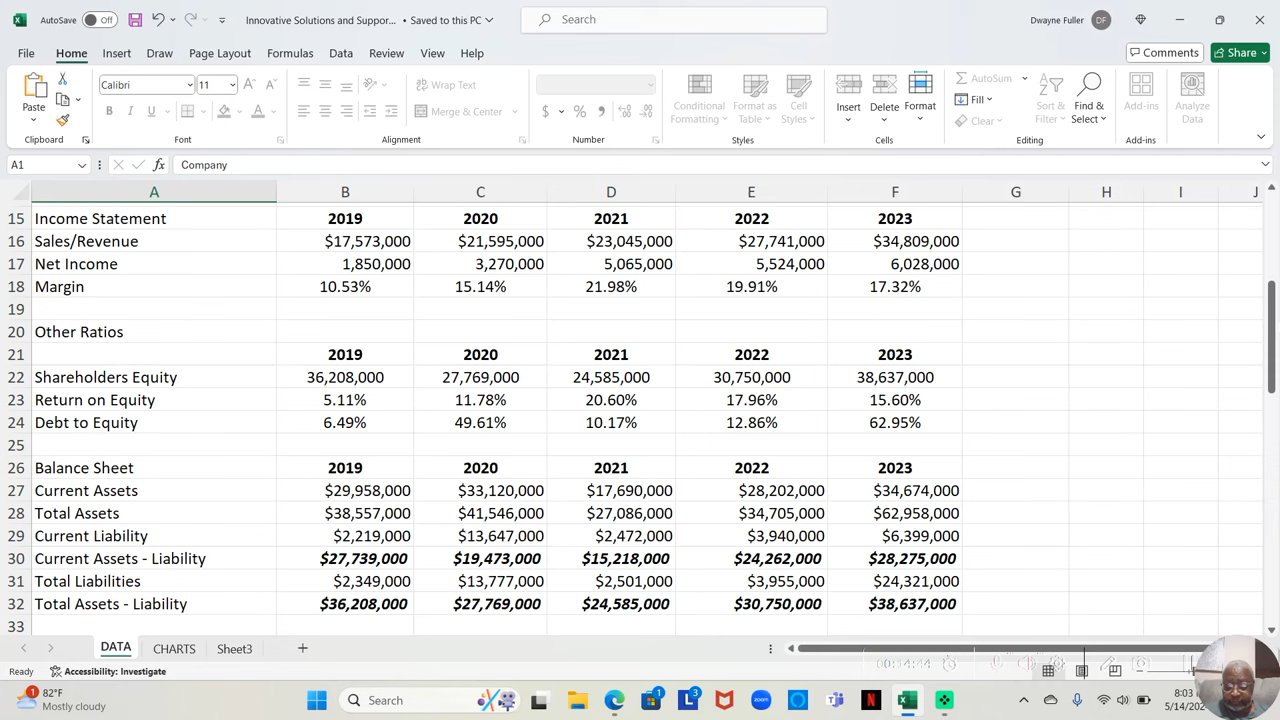 AutoSave Off Innovative Solutions and Suppor... • Saved to this PC Search Dwayne Fuller DF
File Home Insert Draw Page Layout Formulas Data Review View Help Comments Share
Paste Calibri 11 Wrap Text Conditional Formatting Format as Table Cell Styles Insert Delete Format AutoSum Sort & Filter Find & Select Add-ins Analyze Data
B I U Merge & Center $ % Fill
Clear
Clipboard Font Alignment Number Styles Cells Editing Add-ins
A1 fx Company
A B C D E F G H I J
15 Income Statement 2019 2020 2021 2022 2023
16 Sales/Revenue $17,573,000 $21,595,000 $23,045,000 $27,741,000 $34,809,000
17 Net Income 1,850,000 3,270,000 5,065,000 5,524,000 6,028,000
18 Margin 10.53% 15.14% 21.98% 19.91% 17.32%
19
20 Other Ratios
21 2019 2020 2021 2022 2023
22 Shareholders Equity 36,208,000 27,769,000 24,585,000 30,750,000 38,637,000
23 Return on Equity 5.11% 11.78% 20.60% 17.96% 15.60%
24 Debt to Equity 6.49% 49.61% 10.17% 12.86% 62.95%
25
26 Balance Sheet 2019 2020 2021 2022 2023
27 Current Assets $29,958,000 $33,120,000 $17,690,000 $28,202,000 $34,674,000
28 Total Assets $38,557,000 $41,546,000 $27,086,000 $34,705,000 $62,958,000
29 Current Liability $2,219,000 $13,647,000 $2,472,000 $3,940,000 $6,399,000
30 Current Assets - Liability $27,739,000 $19,473,000 $15,218,000 $24,262,000 $28,275,000
31 Total Liabilities $2,349,000 $13,777,000 $2,501,000 $3,955,000 $24,321,000
32 Total Assets - Liability $36,208,000 $27,769,000 $24,585,000 $30,750,000 $38,637,000
33
DATA CHARTS Sheet3
Ready Accessibility: Investigate 00:14:44
1 82°F Search 1 3 8:03
Mostly cloudy